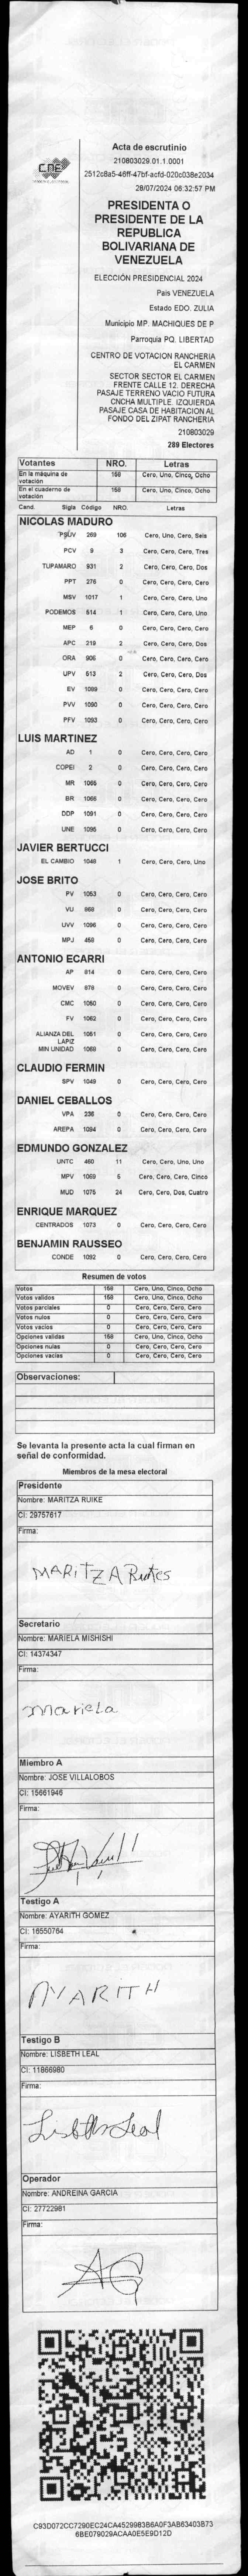 Acta de escrutinio
210803029.01.1.0001
2512c8a5-46ff-47bf-acfd-020c038e2034
28/07/2024 06:32:57 PM
CNE
PRESIDENTA O
PRESIDENTE DE LA
REPUBLICA
BOLIVARIANA DE
VENEZUELA
ELECCIÓN PRESIDENCIAL 2024
País VENEZUELA
Estado EDO. ZULIA
Municipio MP. MACHIQUES DE P
Parroquia PQ. LIBERTAD
CENTRO DE VOTACION RANCHERIA
EL CARMEN
SECTOR SECTOR EL CARMEN
FRENTE CALLE 12. DERECHA
PASAJE TERRENO VACIO FUTURA
CNCHA MULTIPLE. IZQUIERDA
PASAJE CASA DE HABITACION AL
FONDO DEL ZIPAT RANCHERIA
210803029
289 Electores
Votantes NRO. Letras
En la máquina de votación 158 Cero, Uno, Cinco, Ocho
En el cuaderno de votación 158 Cero, Uno, Cinco, Ocho
Cand. Sigla Código NRO. Letras
NICOLAS MADURO
PSUV 269 106 Cero, Uno, Cero, Seis
PCV 9 3 Cero, Cero, Cero, Tres
TUPAMARO 931 2 Cero, Cero, Cero, Dos
PPT 276 0 Cero, Cero, Cero, Cero
MSV 1017 1 Cero, Cero, Cero, Uno
PODEMOS 514 1 Cero, Cero, Cero, Uno
MEP 6 0 Cero, Cero, Cero, Cero
APC 219 2 Cero, Cero, Cero, Dos
ORA 905 0 Cero, Cero, Cero, Cero
UPV 513 2 Cero, Cero, Cero, Dos
EV 1089 0 Cero, Cero, Cero, Cero
PVV 1090 0 Cero, Cero, Cero, Cero
PFV 1093 0 Cero, Cero, Cero, Cero
LUIS MARTINEZ
AD 1 0 Cero, Cero, Cero, Cero
COPEI 2 0 Cero, Cero, Cero, Cero
MR 1065 0 Cero, Cero, Cero, Cero
BR 1066 0 Cero, Cero, Cero, Cero
DDP 1091 0 Cero, Cero, Cero, Cero
UNE 1095 0 Cero, Cero, Cero, Cero
JAVIER BERTUCCI
EL CAMBIO 1048 1 Cero, Cero, Cero, Uno
JOSE BRITO
PV 1053 0 Cero, Cero, Cero, Cero
VU 868 0 Cero, Cero, Cero, Cero
UVV 1096 0 Cero, Cero, Cero, Cero
MPJ 458 0 Cero, Cero, Cero, Cero
ANTONIO ECARRI
AP 814 0 Cero, Cero, Cero, Cero
MOVEV 878 0 Cero, Cero, Cero, Cero
CMC 1050 0 Cero, Cero, Cero, Cero
FV 1062 0 Cero, Cero, Cero, Cero
ALIANZA DEL LAPIZ 1051 0 Cero, Cero, Cero, Cero
MIN UNIDAD 1069 0 Cero, Cero, Cero, Cero
CLAUDIO FERMIN
SPV 1049 0 Cero, Cero, Cero, Cero
DANIEL CEBALLOS
VPA 236 0 Cero, Cero, Cero, Cero
AREPA 1094 0 Cero, Cero, Cero, Cero
EDMUNDO GONZALEZ
UNTC 460 11 Cero, Cero, Uno, Uno
MPV 1059 5 Cero, Cero, Cero, Cinco
MUD 1075 24 Cero, Cero, Dos, Cuatro
ENRIQUE MARQUEZ
CENTRADOS 1073 0 Cero, Cero, Cero, Cero
BENJAMIN RAUSSEO
CONDE 1092 0 Cero, Cero, Cero, Cero
Resumen de votos
Votos 158 Cero, Uno, Cinco, Ocho
Votos validos 158 Cero, Uno, Cinco, Ocho
Votos parciales 0 Cero, Cero, Cero, Cero
Votos nulos 0 Cero, Cero, Cero, Cero
Votos vacios 0 Cero, Cero, Cero, Cero
Opciones validas 158 Cero, Uno, Cinco, Ocho
Opciones nulas 0 Cero, Cero, Cero, Cero
Opciones vacias 0 Cero, Cero, Cero, Cero
Observaciones:
Se levanta la presente acta la cual firman en
señal de conformidad.
Miembros de la mesa electoral
Presidente
Nombre: MARITZA RUIKE
CI: 29757617
Firma:
MARITZA
Secretario
Nombre: MARIELA MISHISHI
CI: 14374347
Firma:
Mariela
Miembro A
Nombre: JOSE VILLALOBOS
CI: 15661946
Firma:
Testigo A
Nombre: AYARITH GOMEZ
CI: 16550764
Firma:
AYARITH
Testigo B
Nombre: LISBETH LEAL
CI: 11866980
Firma:
Lisbeth Leal
Operador
Nombre: ANDREINA GARCIA
CI: 27722981
Firma:
AG
C93D072CC7290EC24CA4529983B6A0F3AB63403B73
6BE079029ACAA0E5E9D12D